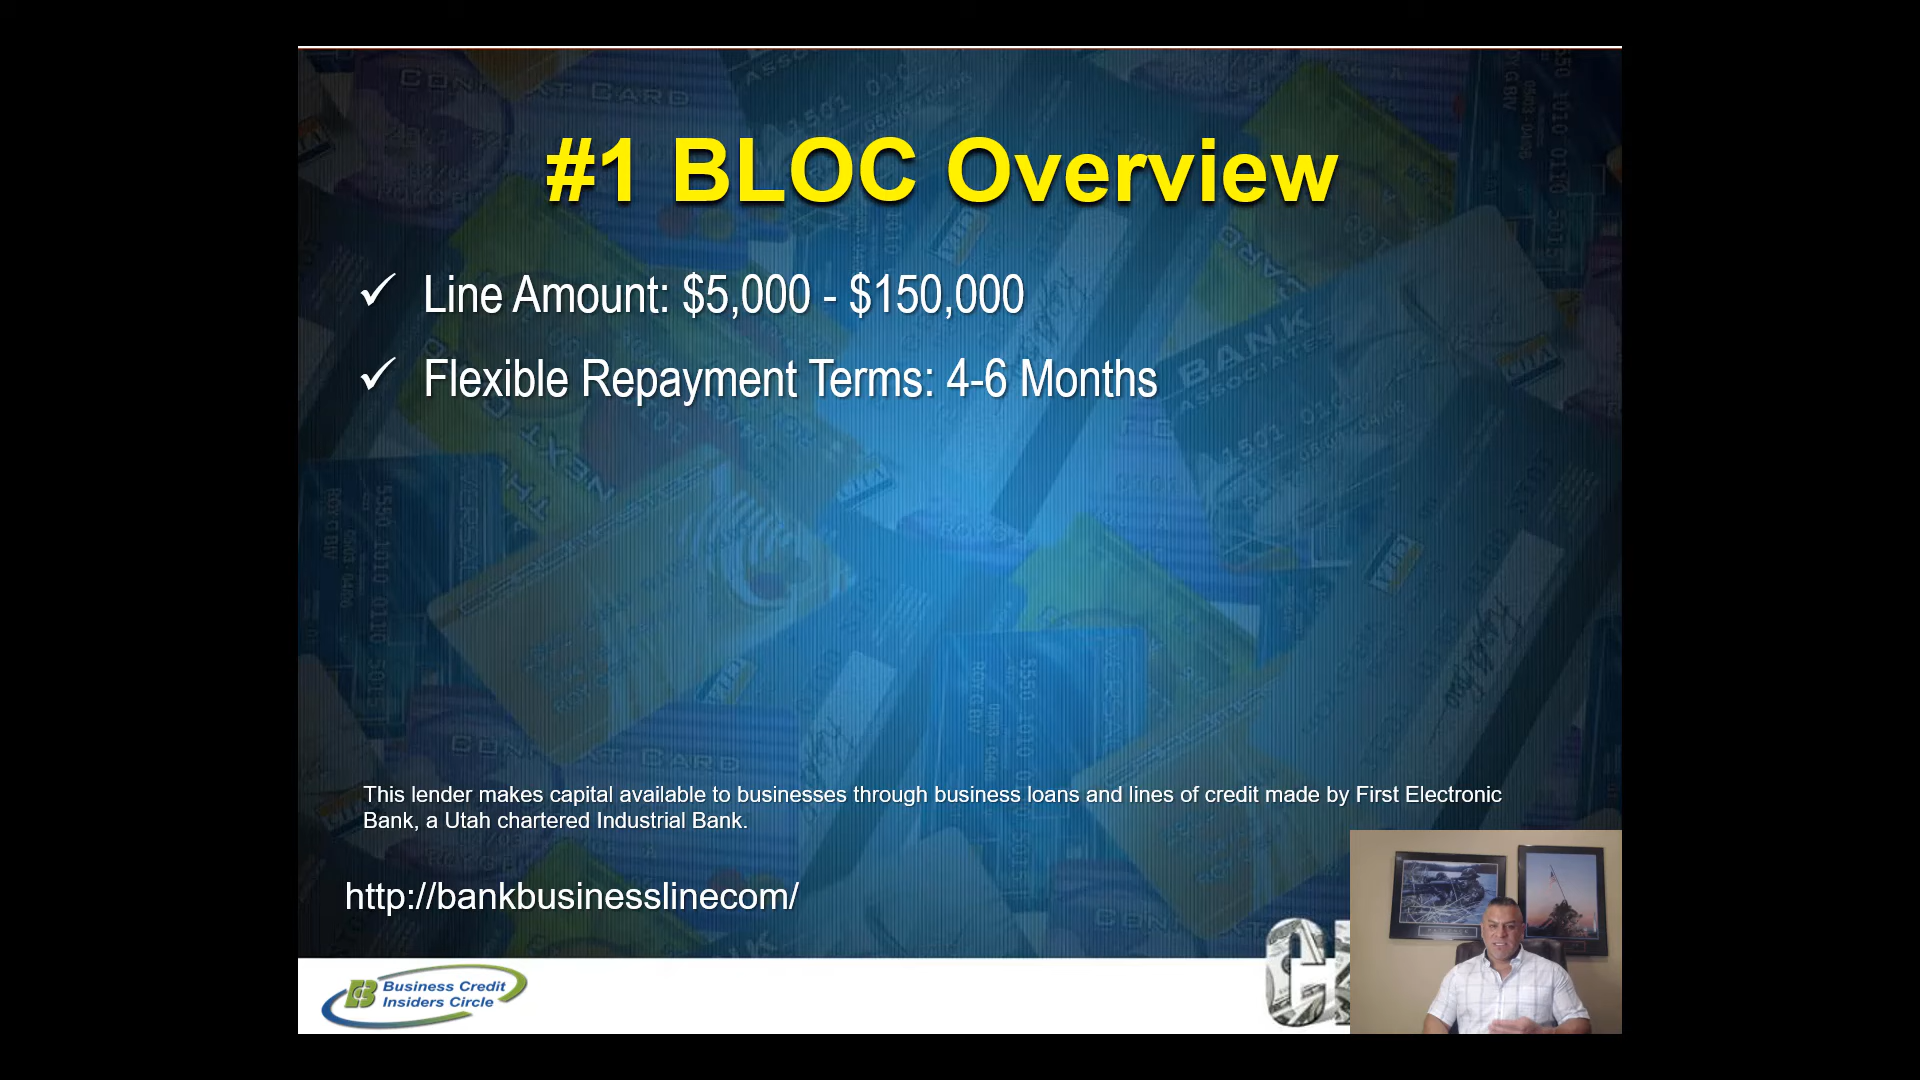 #1 BLOC Overview
✓ Line Amount: $5,000 - $150,000
✓ Flexible Repayment Terms: 4-6 Months
This lender makes capital available to businesses through business loans and lines of credit made by First Electronic
Bank, a Utah chartered Industrial Bank.
http://bankbusinesslinecom/
Business Credit
Insiders Circle